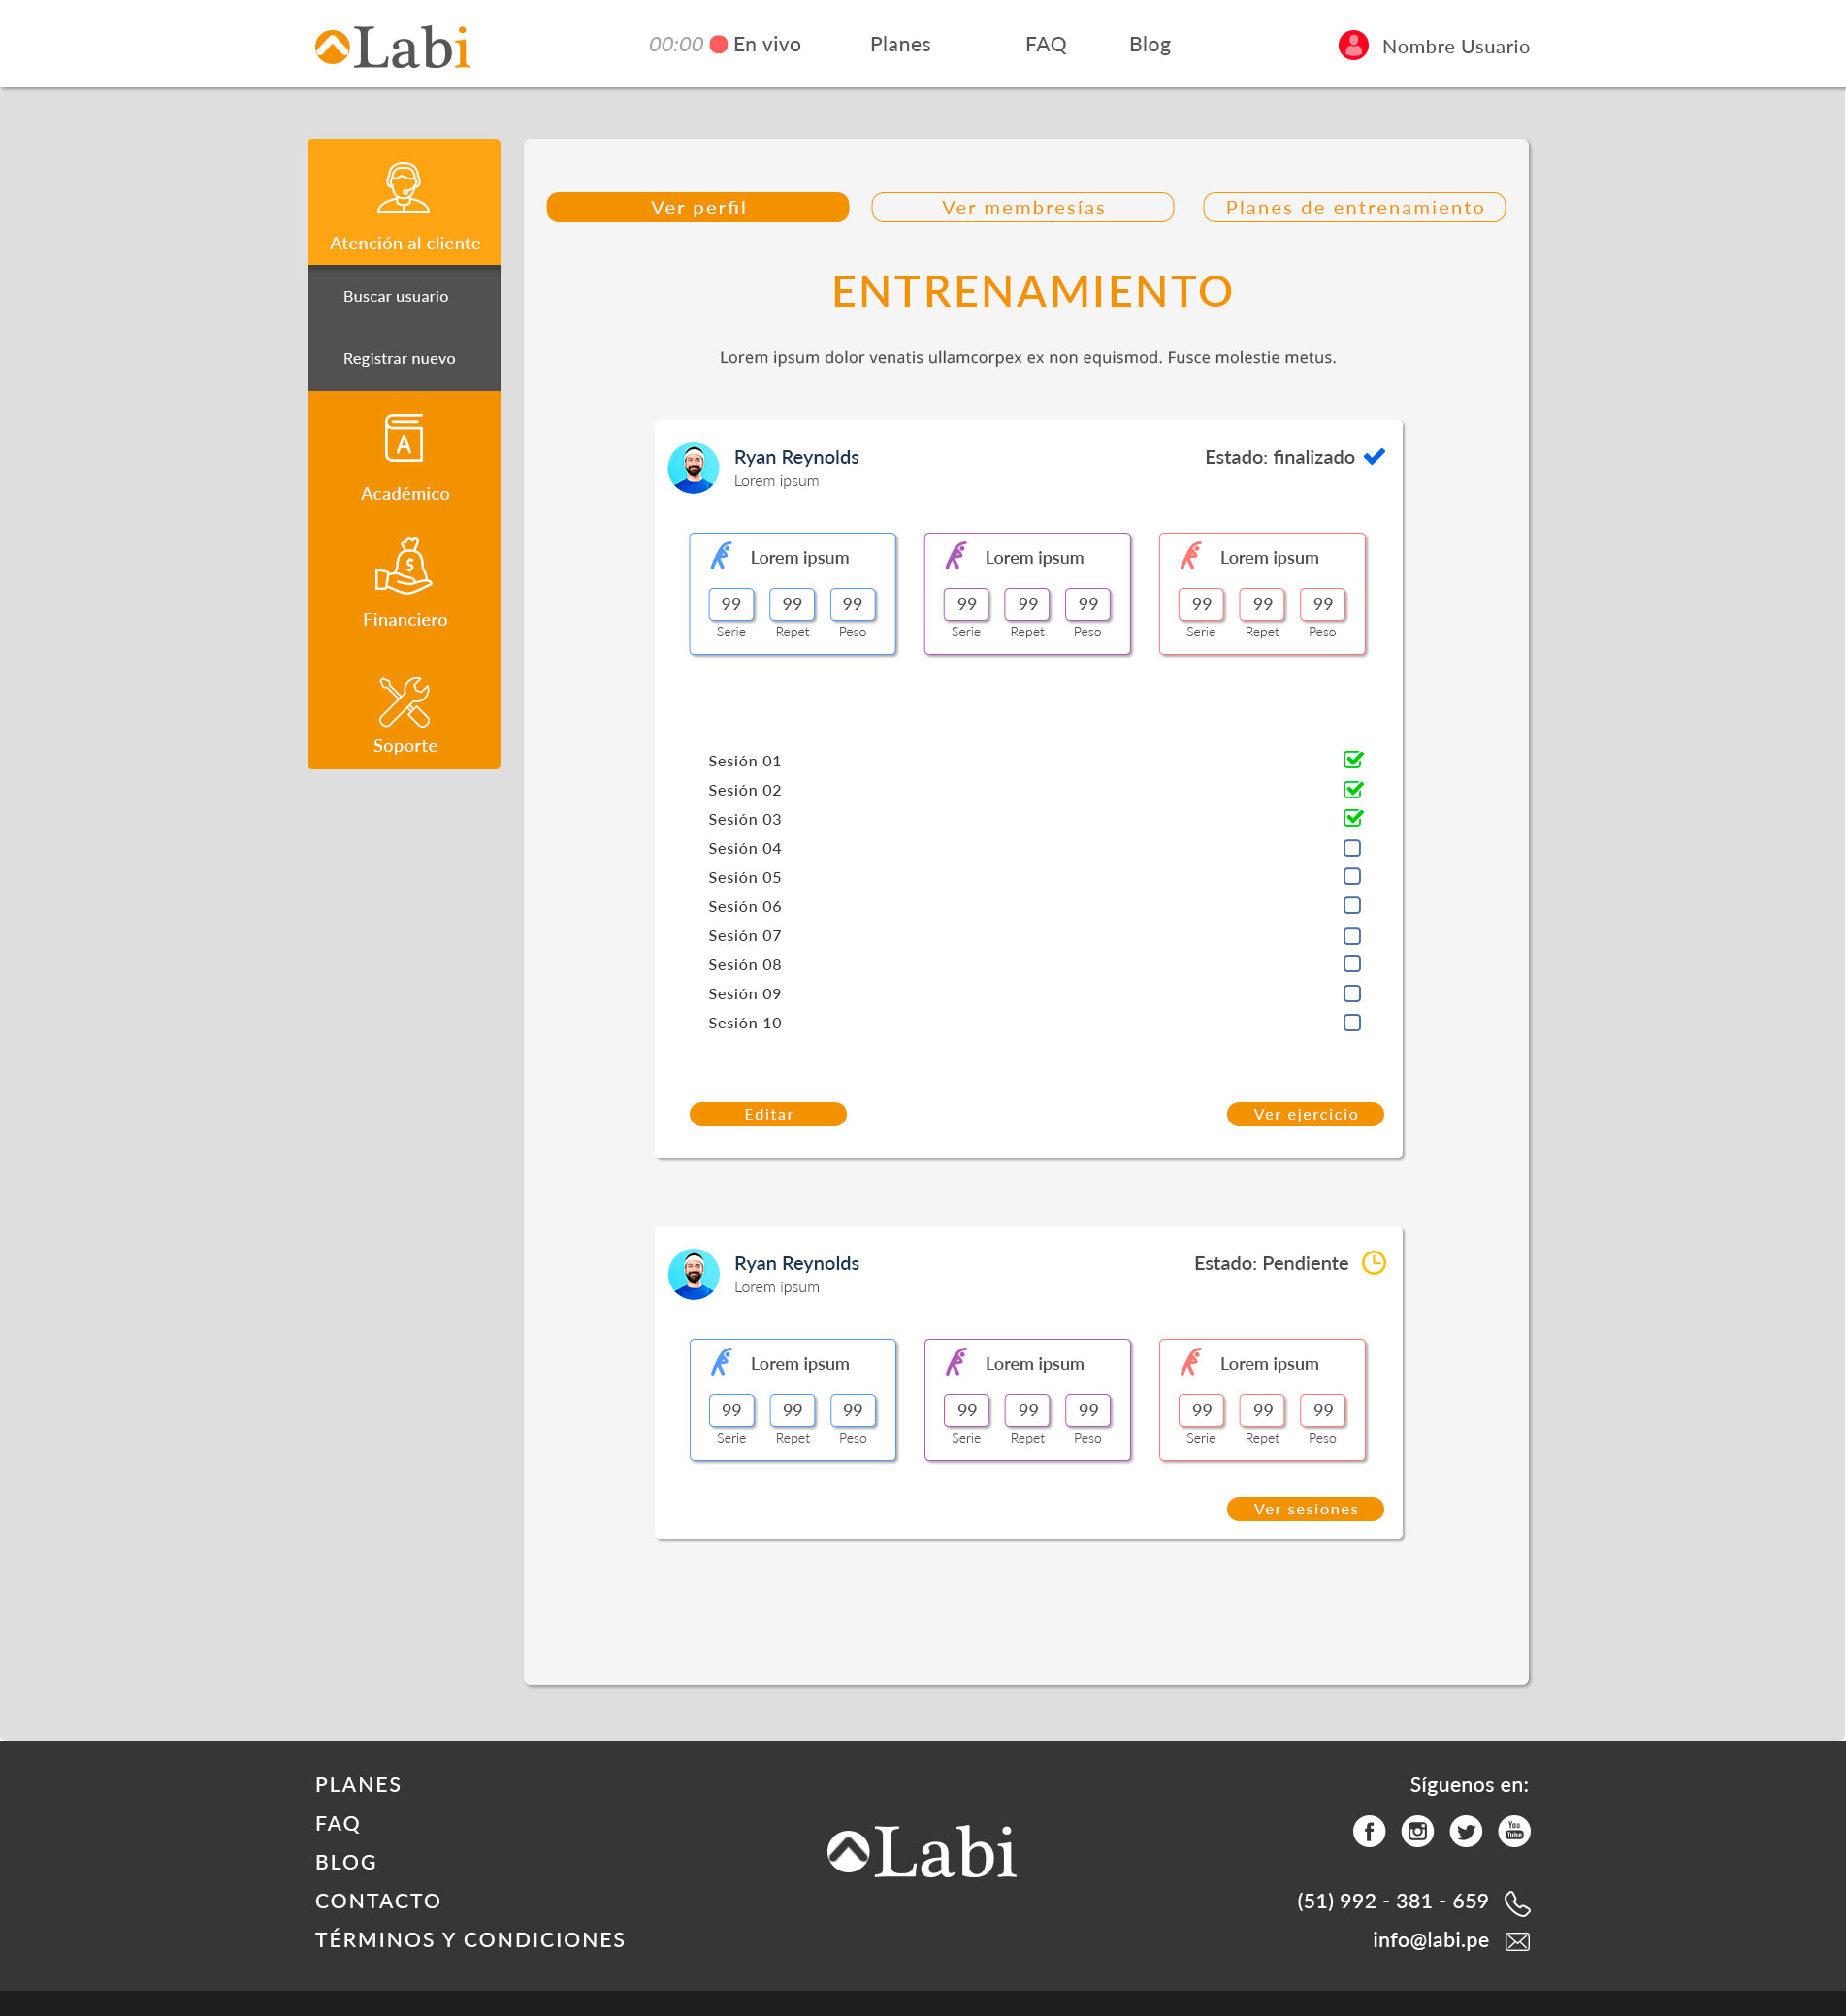 Labi
00:00 En vivo
Planes
FAQ
Blog
Nombre Usuario
Atención al cliente
Buscar usuario
Registrar nuevo
Académico
Financiero
Soporte
Ver perfil
Ver membresías
Planes de entrenamiento
ENTRENAMIENTO
Lorem ipsum dolor venatis ullamcorpex ex non equismod. Fusce molestie metus.
Ryan Reynolds
Lorem ipsum
Estado: finalizado
Lorem ipsum
99 99 99
Serie Repet Peso
Lorem ipsum
99 99 99
Serie Repet Peso
Lorem ipsum
99 99 99
Serie Repet Peso
Sesión 01
Sesión 02
Sesión 03
Sesión 04
Sesión 05
Sesión 06
Sesión 07
Sesión 08
Sesión 09
Sesión 10
Editar
Ver ejercicio
Ryan Reynolds
Lorem ipsum
Estado: Pendiente
Lorem ipsum
99 99 99
Serie Repet Peso
Lorem ipsum
99 99 99
Serie Repet Peso
Lorem ipsum
99 99 99
Serie Repet Peso
Ver sesiones
PLANES
FAQ
BLOG
CONTACTO
TÉRMINOS Y CONDICIONES
Labi
Síguenos en:
You Tube
(51) 992 - 381 - 659
info@labi.pe